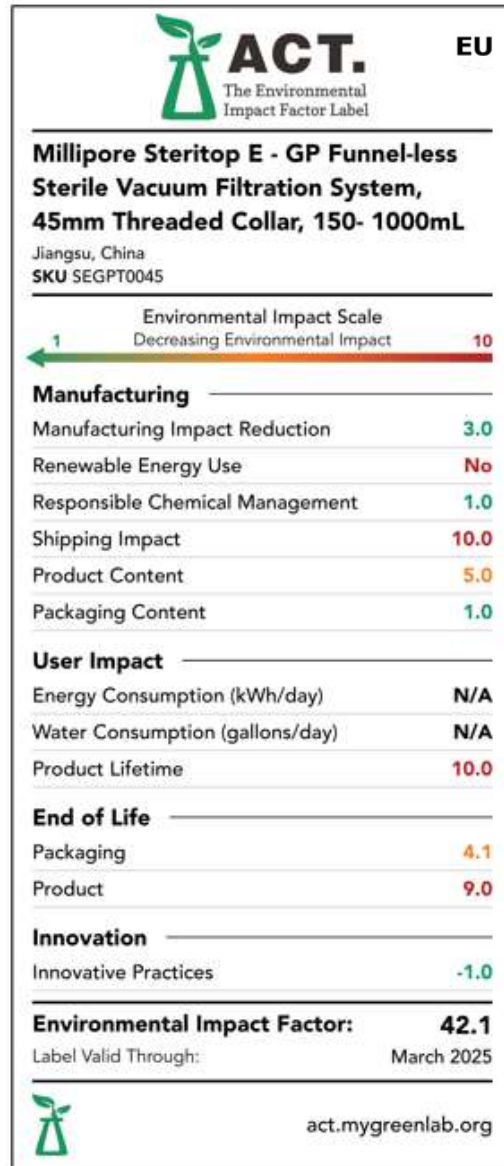 ACT.
EU
The Environmental
Impact Factor Label
Millipore Steritop E - GP Funnel-less
Sterile Vacuum Filtration System,
45mm Threaded Collar, 150- 1000mL
Jiangsu, China
SKU SEGPT0045
Environmental Impact Scale
1 Decreasing Environmental Impact 10
Manufacturing
Manufacturing Impact Reduction 3.0
Renewable Energy Use No
Responsible Chemical Management 1.0
Shipping Impact 10.0
Product Content 5.0
Packaging Content 1.0
User Impact
Energy Consumption (kWh/day) N/A
Water Consumption (gallons/day) N/A
Product Lifetime 10.0
End of Life
Packaging 4.1
Product 9.0
Innovation
Innovative Practices -1.0
Environmental Impact Factor: 42.1
Label Valid Through: March 2025
act.mygreenlab.org